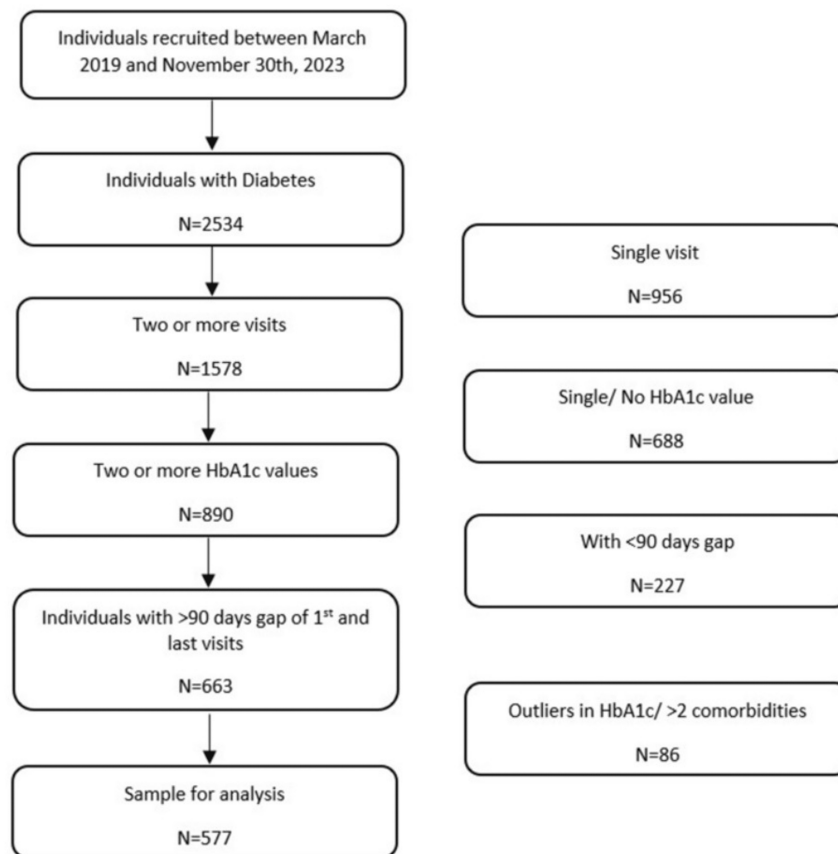 Individuals recruited between March
2019 and November 30th, 2023
Individuals with Diabetes
N=2534
Single visit
N=956
Two or more visits
N=1578
Single/ No HbA1c value
N=688
Two or more HbA1c values
N=890
With <90 days gap
N=227
Individuals with >90 days gap of 1st and
last visits
N=663
Outliers in HbA1c/ >2 comorbidities
N=86
Sample for analysis
N=577